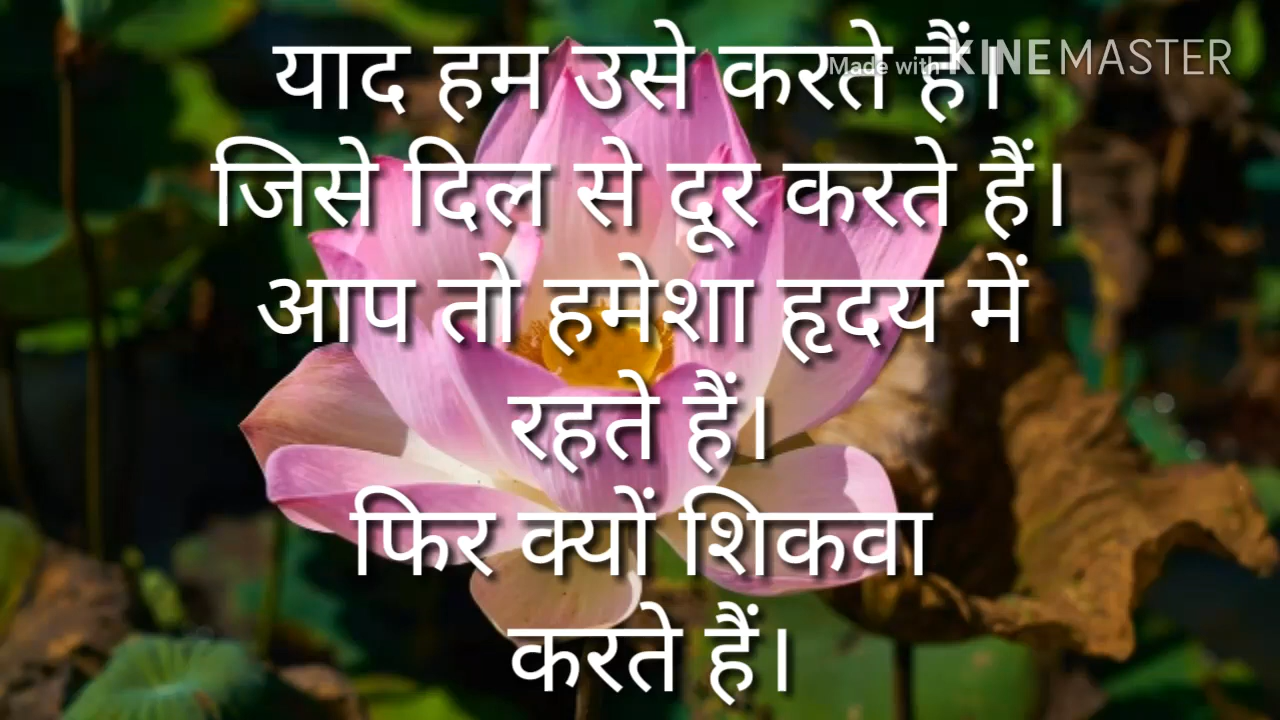 याद हम उसे करते हैं।
Made with KINEMASTER
जिसे दिल से दूर करते हैं।
आप तो हमेशा हृदय में
रहते हैं।
फिर क्यों शिकवा
करते हैं।